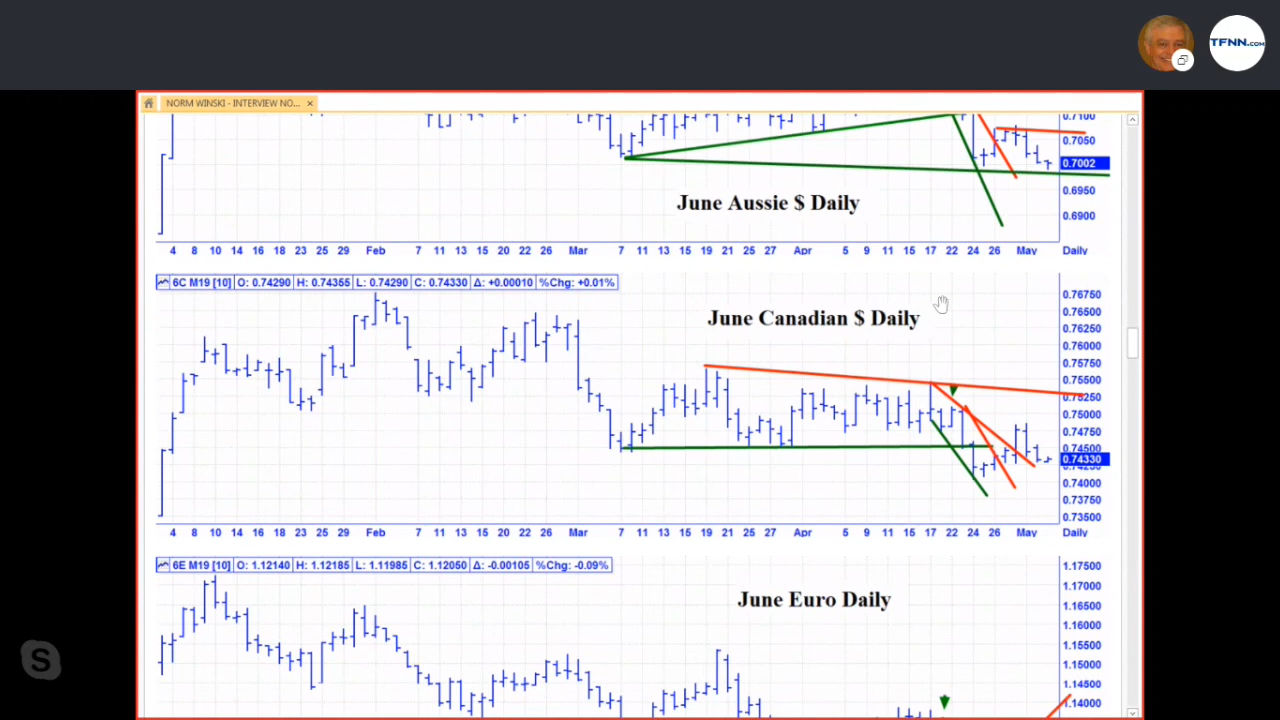 TFNN.COM
NORM WINSKI - INTERVIEW NO... ×
0.7100
0.7050
0.7002
0.6950
0.6900
June Aussie $ Daily
4 8 10 14 16 18 23 25 29 Feb 7 11 13 15 20 22 26 Mar 7 11 13 15 19 21 25 27 Apr 5 9 11 15 17 22 24 26 May Daily
6C M19 [10] O: 0.74290 H: 0.74355 L: 0.74290 C: 0.74330 Δ: +0.00010 %Chg: +0.01%
June Canadian $ Daily
0.76750
0.76500
0.76250
0.76000
0.75750
0.75500
0.75250
0.75000
0.74750
0.74500
0.74330
0.74000
0.73750
0.73500
4 8 10 14 16 18 23 25 29 Feb 7 11 13 15 20 22 26 Mar 7 11 13 15 19 21 25 27 Apr 5 9 11 15 17 22 24 26 May Daily
6E M19 [10] O: 1.12140 H: 1.12185 L: 1.11985 C: 1.12050 Δ: -0.00105 %Chg: -0.09%
June Euro Daily
1.17500
1.17000
1.16500
1.16000
1.15500
1.15000
1.14500
1.14000
S